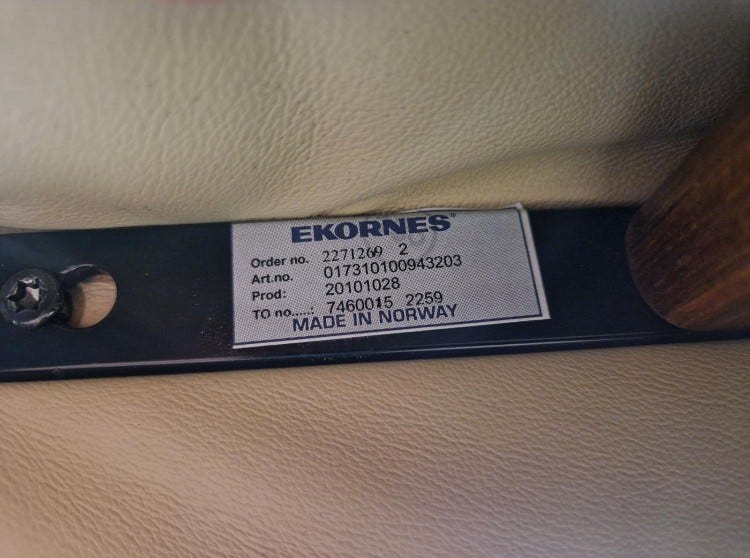 EKORNES®
Order no. 2271269 2
Art.no. 017310100943203
Prod: 20101028
TO no.....: 7460015 2259
MADE IN NORWAY